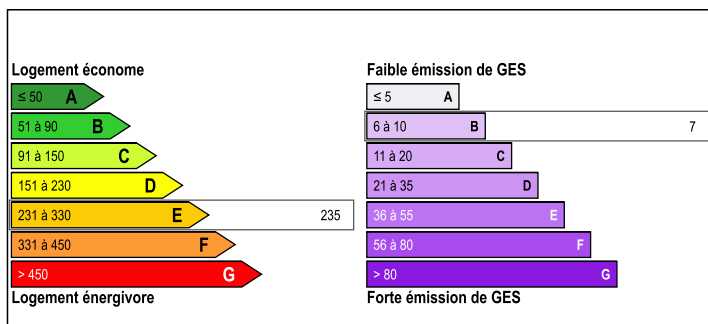 Logement économe
≤ 50 A
51 à 90 B
91 à 150 C
151 à 230 D
231 à 330 E 235
331 à 450 F
> 450 G
Logement énergivore
Faible émission de GES
≤ 5 A
6 à 10 B 7
11 à 20 C
21 à 35 D
36 à 55 E
56 à 80 F
> 80 G
Forte émission de GES